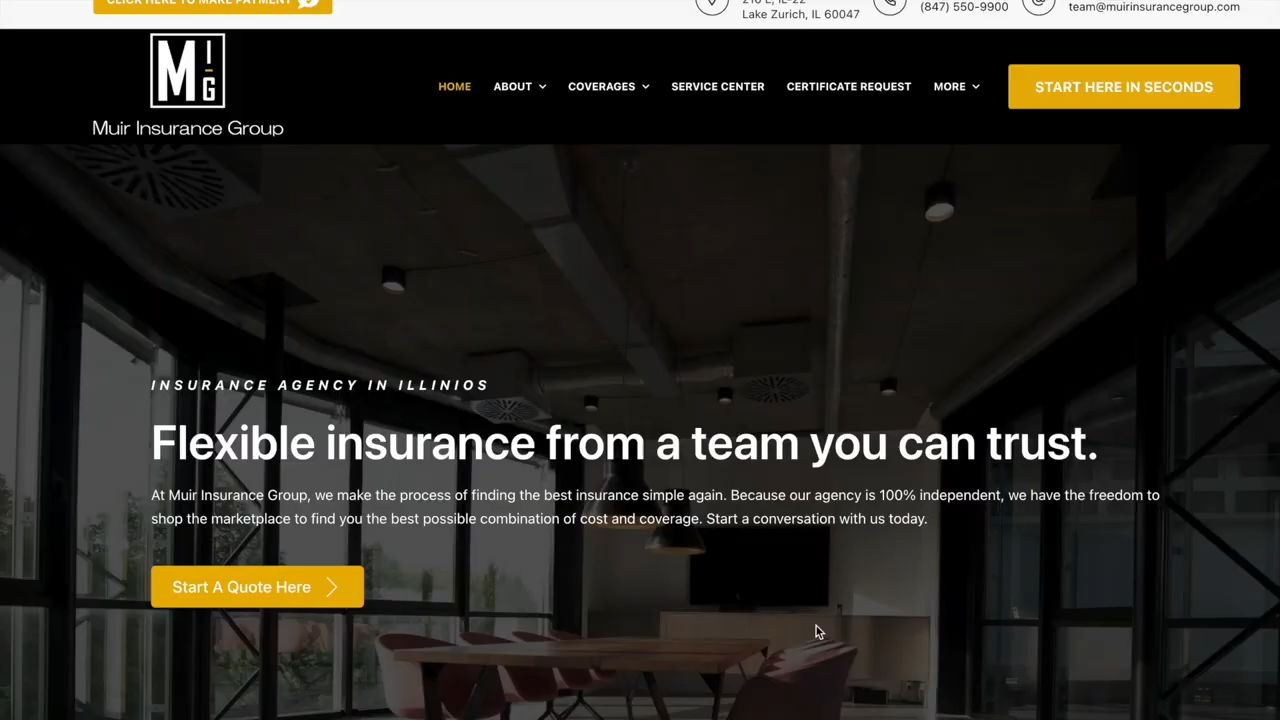 CLICK HERE TO MAKE PAYMENT
Lake Zurich, IL 60047
(847) 550-9900
team@muirinsurancegroup.com
M I G
Muir Insurance Group
HOME
ABOUT
COVERAGES
SERVICE CENTER
CERTIFICATE REQUEST
MORE
START HERE IN SECONDS
INSURANCE AGENCY IN ILLINIOS
Flexible insurance from a team you can trust.
At Muir Insurance Group, we make the process of finding the best insurance simple again. Because our agency is 100% independent, we have the freedom to
shop the marketplace to find you the best possible combination of cost and coverage. Start a conversation with us today.
Start A Quote Here